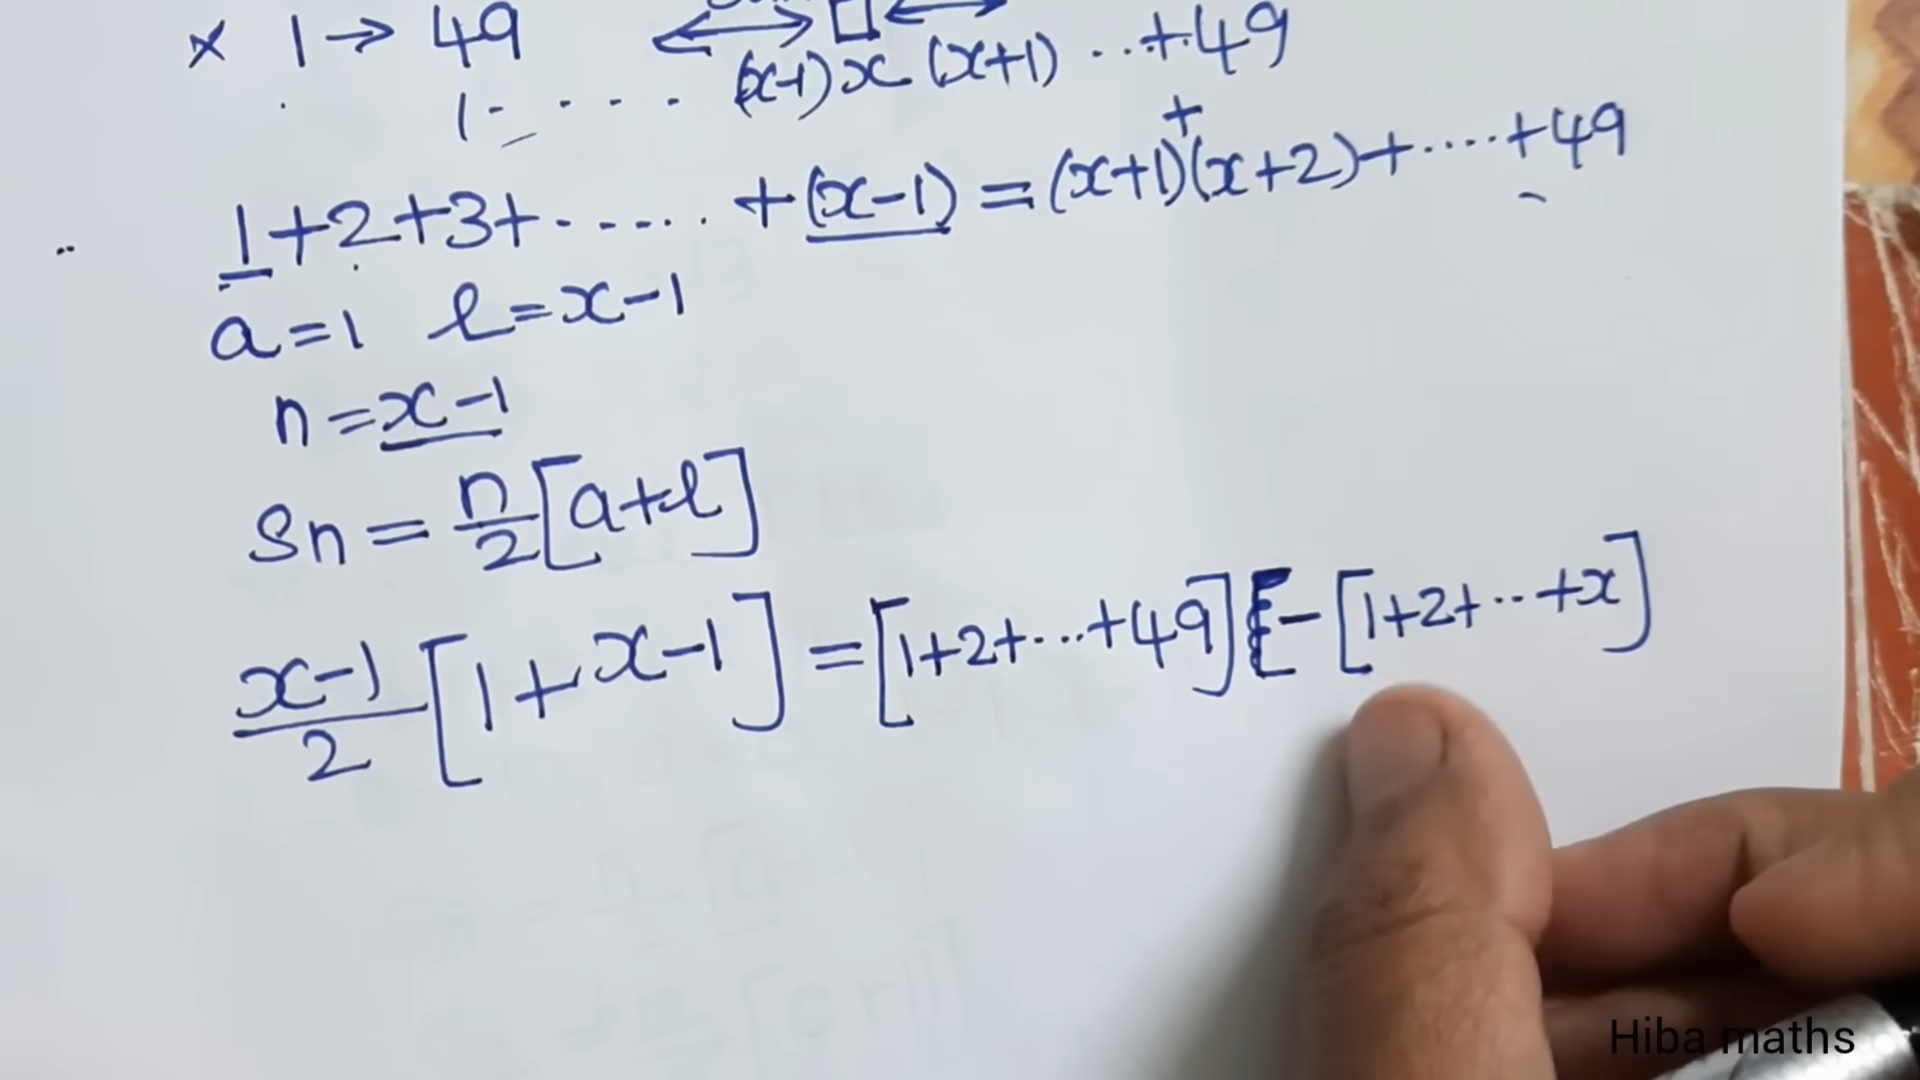 x 1 → 49
1 - . . . . (x-1) x (x+1) ...+49
1+2+3+ ...... +(x-1) = (x+1)+(x+2)+.....+49
a=1 l=x-1
n=x-1
Sn = n/2 [a+l]
x-1/2 [1+x-1] = [1+2+...+49] - [1+2+...+x]
Hiba maths